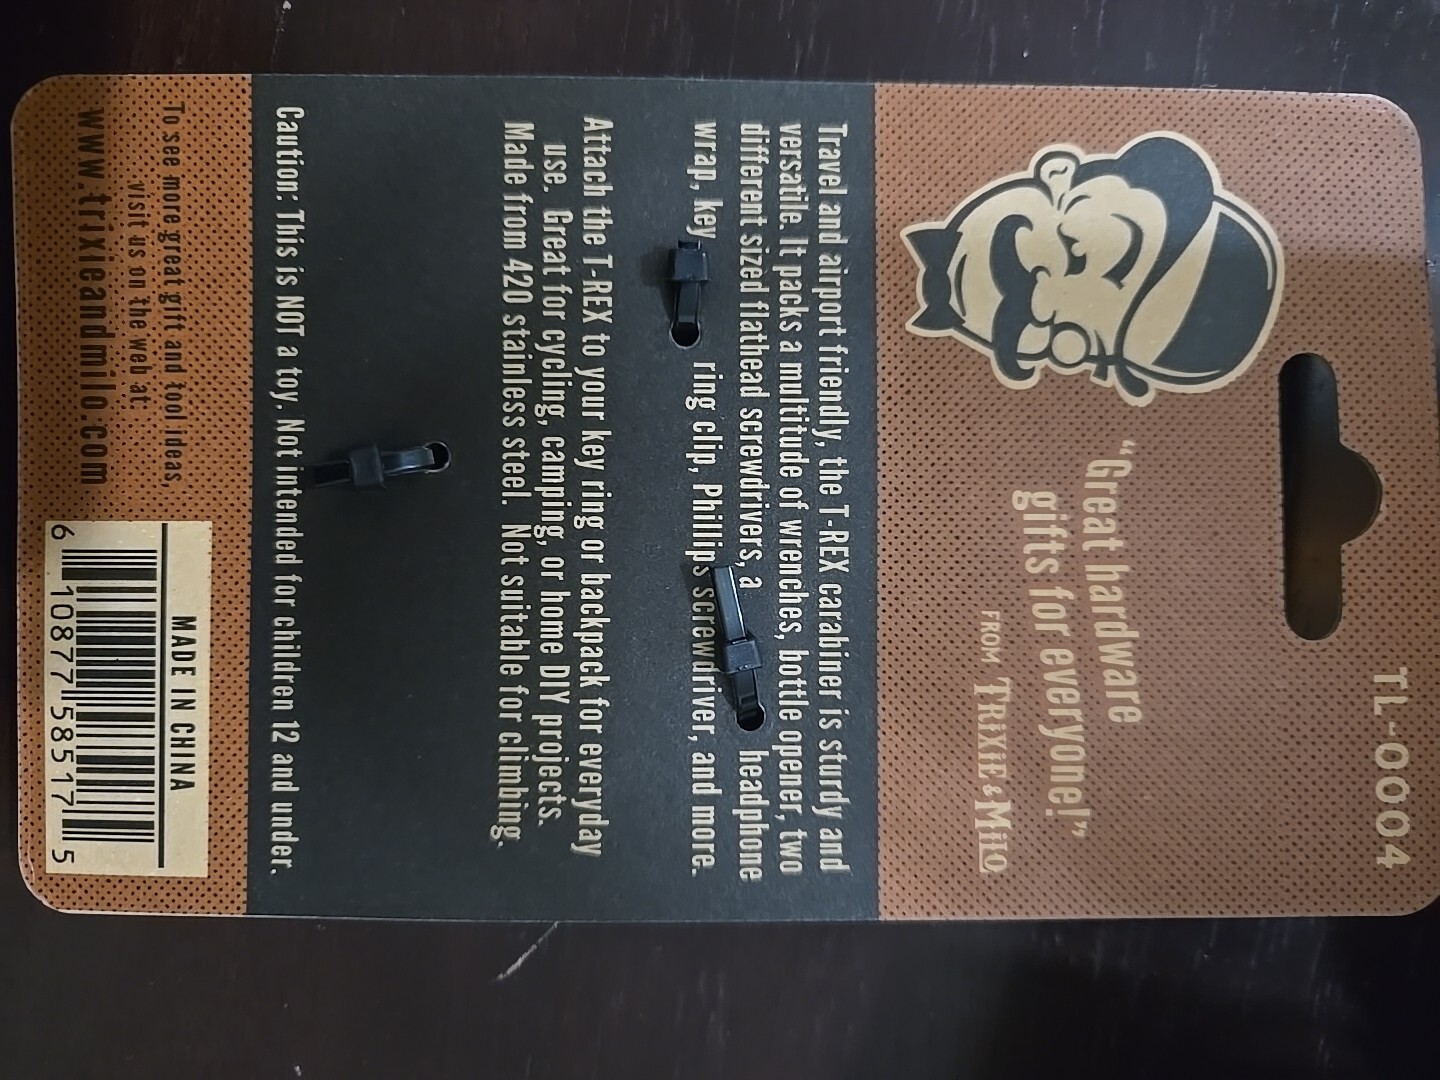 TL-0004
"Great hardware
gifts for everyone!"
FROM TRIXIE & MILO
Travel and airport friendly, the T-REX carabiner is sturdy and
versatile. It packs a multitude of wrenches, bottle opener, two
different sized flathead screwdrivers, a headphone
wrap, key ring clip, Phillips screwdriver, and more.
Attach the T-REX to your key ring or backpack for everyday
use. Great for cycling, camping, or home DIY projects.
Made from 420 stainless steel. Not suitable for climbing.
Caution: This is NOT a toy. Not intended for children 12 and under.
To see more great gift and tool ideas,
visit us on the web at:
www.trixieandmilo.com
MADE IN CHINA
6 10877 58517 5